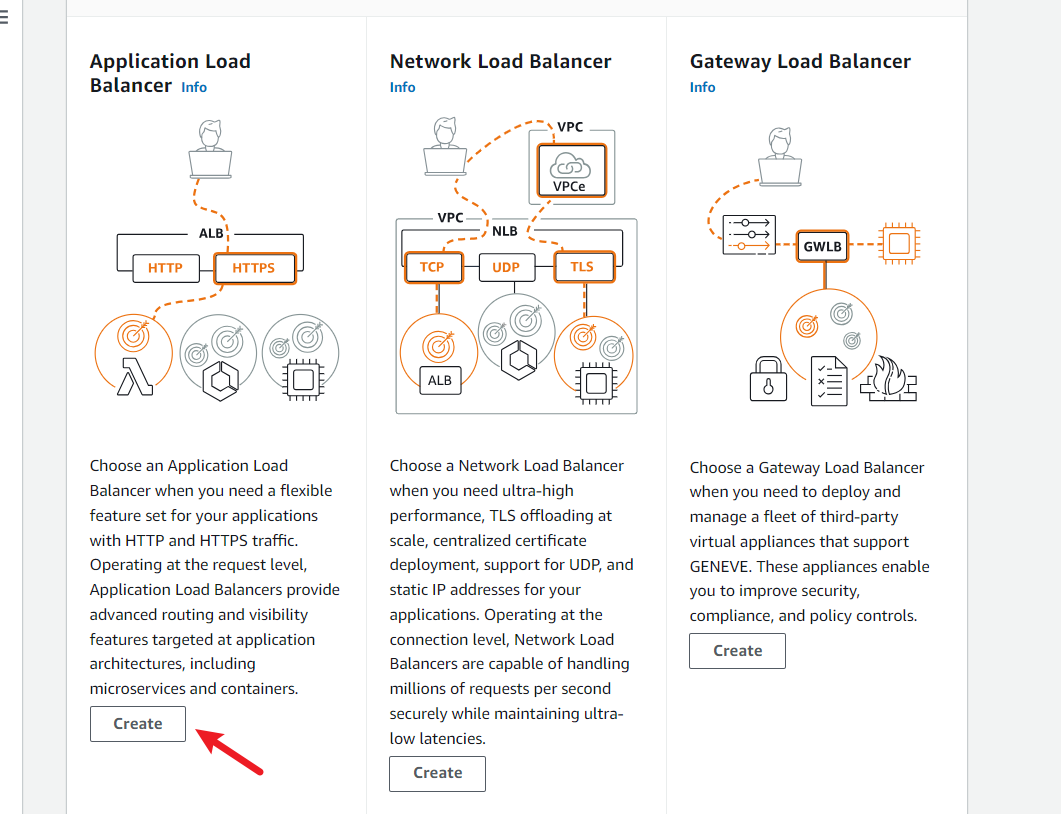 Application Load
Balancer Info
ALB
HTTP
HTTPS
Choose an Application Load
Balancer when you need a flexible
feature set for your applications
with HTTP and HTTPS traffic.
Operating at the request level,
Application Load Balancers provide
advanced routing and visibility
features targeted at application
architectures, including
microservices and containers.
Create
Network Load Balancer
Info
VPC
VPCe
VPC
NLB
TCP
UDP
TLS
ALB
Choose a Network Load Balancer
when you need ultra-high
performance, TLS offloading at
scale, centralized certificate
deployment, support for UDP, and
static IP addresses for your
applications. Operating at the
connection level, Network Load
Balancers are capable of handling
millions of requests per second
securely while maintaining ultra-
low latencies.
Create
Gateway Load Balancer
Info
GWLB
Choose a Gateway Load Balancer
when you need to deploy and
manage a fleet of third-party
virtual appliances that support
GENEVE. These appliances enable
you to improve security,
compliance, and policy controls.
Create